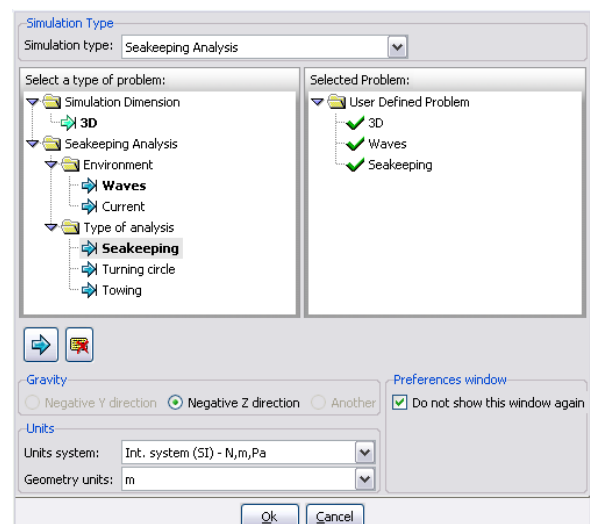 Simulation Type
Simulation type: Seakeeping Analysis
Select a type of problem:
Simulation Dimension
3D
Seakeeping Analysis
Environment
Waves
Current
Type of analysis
Seakeeping
Turning circle
Towing
Selected Problem:
User Defined Problem
3D
Waves
Seakeeping
Gravity
Negative Y direction Negative Z direction Another
Preferences window
Do not show this window again
Units
Units system: Int. system (SI) - N,m,Pa
Geometry units: m
Ok Cancel